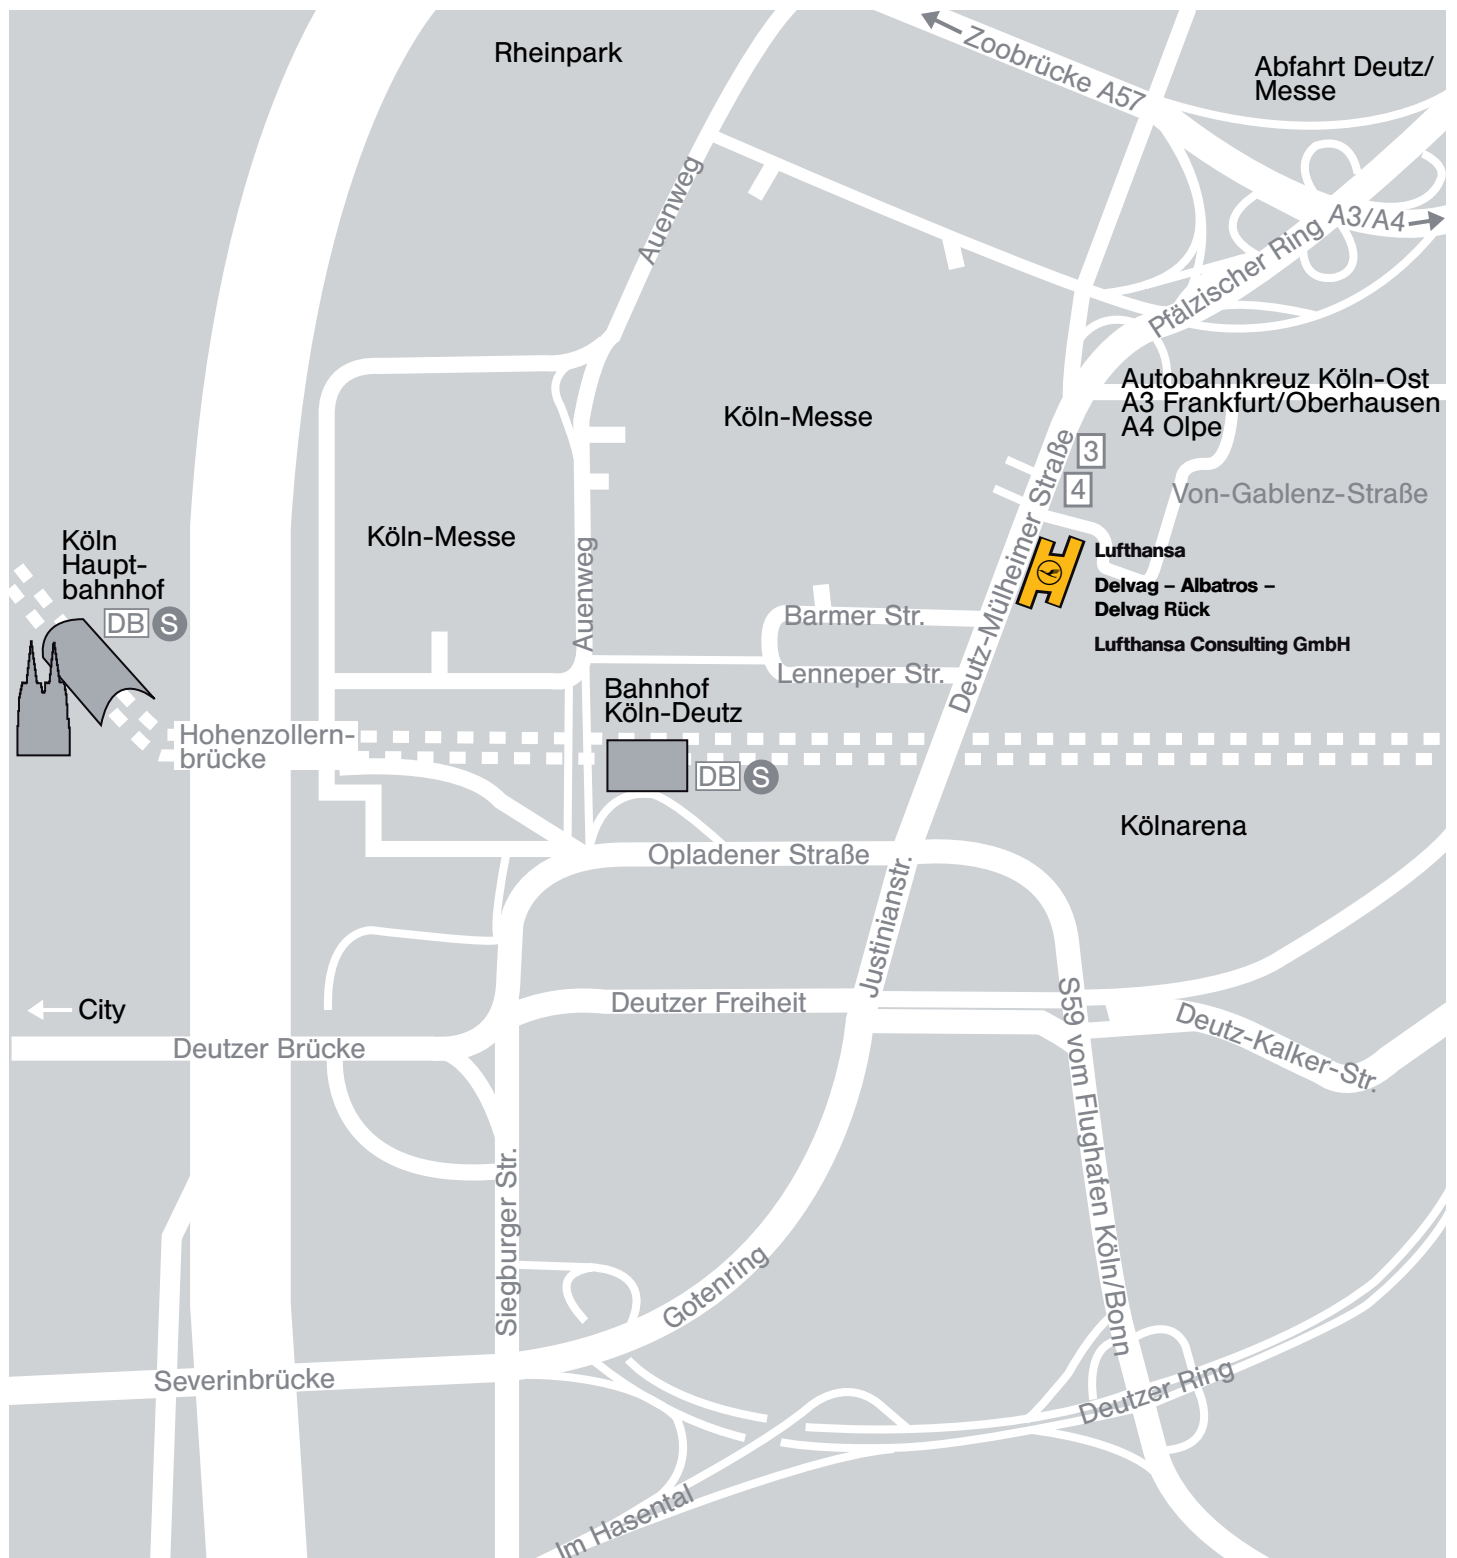 Rheinpark
Zoobrücke A57
Abfahrt Deutz/
Messe
Auenweg
A3/A4
Pfälzischer Ring
Autobahnkreuz Köln-Ost
A3 Frankfurt/Oberhausen
A4 Olpe
Köln-Messe
3
4
Von-Gablenz-Straße
Deutz-Mülheimer Straße
Köln-Messe
Köln
Haupt-
bahnhof
DB S
Auenweg
Lufthansa
Delvag – Albatros –
Delvag Rück
Lufthansa Consulting GmbH
Barmer Str.
Lenneper Str.
Bahnhof
Köln-Deutz
DB S
Hohenzollern-
brücke
Kölnarena
Opladener Straße
Justinianstr.
City
Deutzer Freiheit
Deutzer Brücke
S59 vom Flughafen Köln/Bonn
Deutz-Kalker-Str.
Siegburger Str.
Gotenring
Severinbrücke
Deutzer Ring
Im Hasental